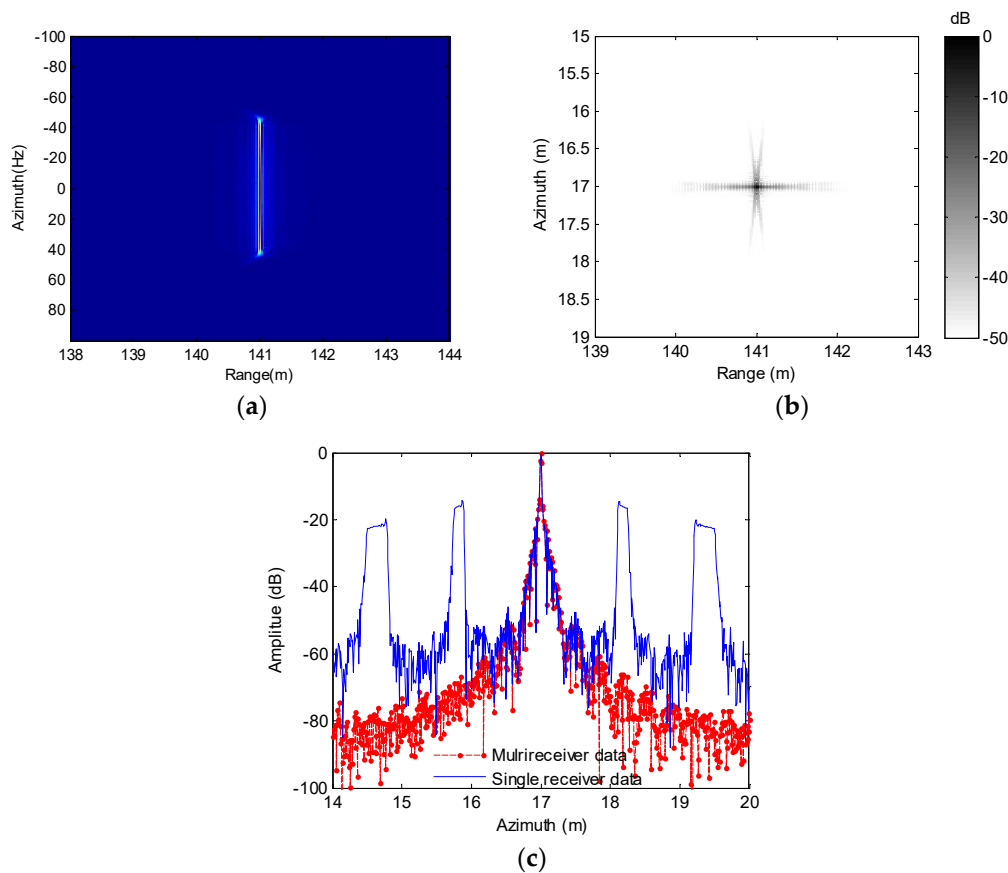 -100
-80
-60
-40
-20
0
20
40
60
80
Azimuth(Hz)
138 139 140 141 142 143 144
Range(m)
(a)
dB
15
15.5
16
16.5
17
17.5
18
18.5
19
Azimuth (m)
139 140 141 142 143
Range (m)
0
-10
-20
-30
-40
-50
(b)
0
-20
-40
-60
-80
-100
Amplitue (dB)
Mulrireceiver data
Single receiver data
14 15 16 17 18 19 20
Azimuth (m)
(c)